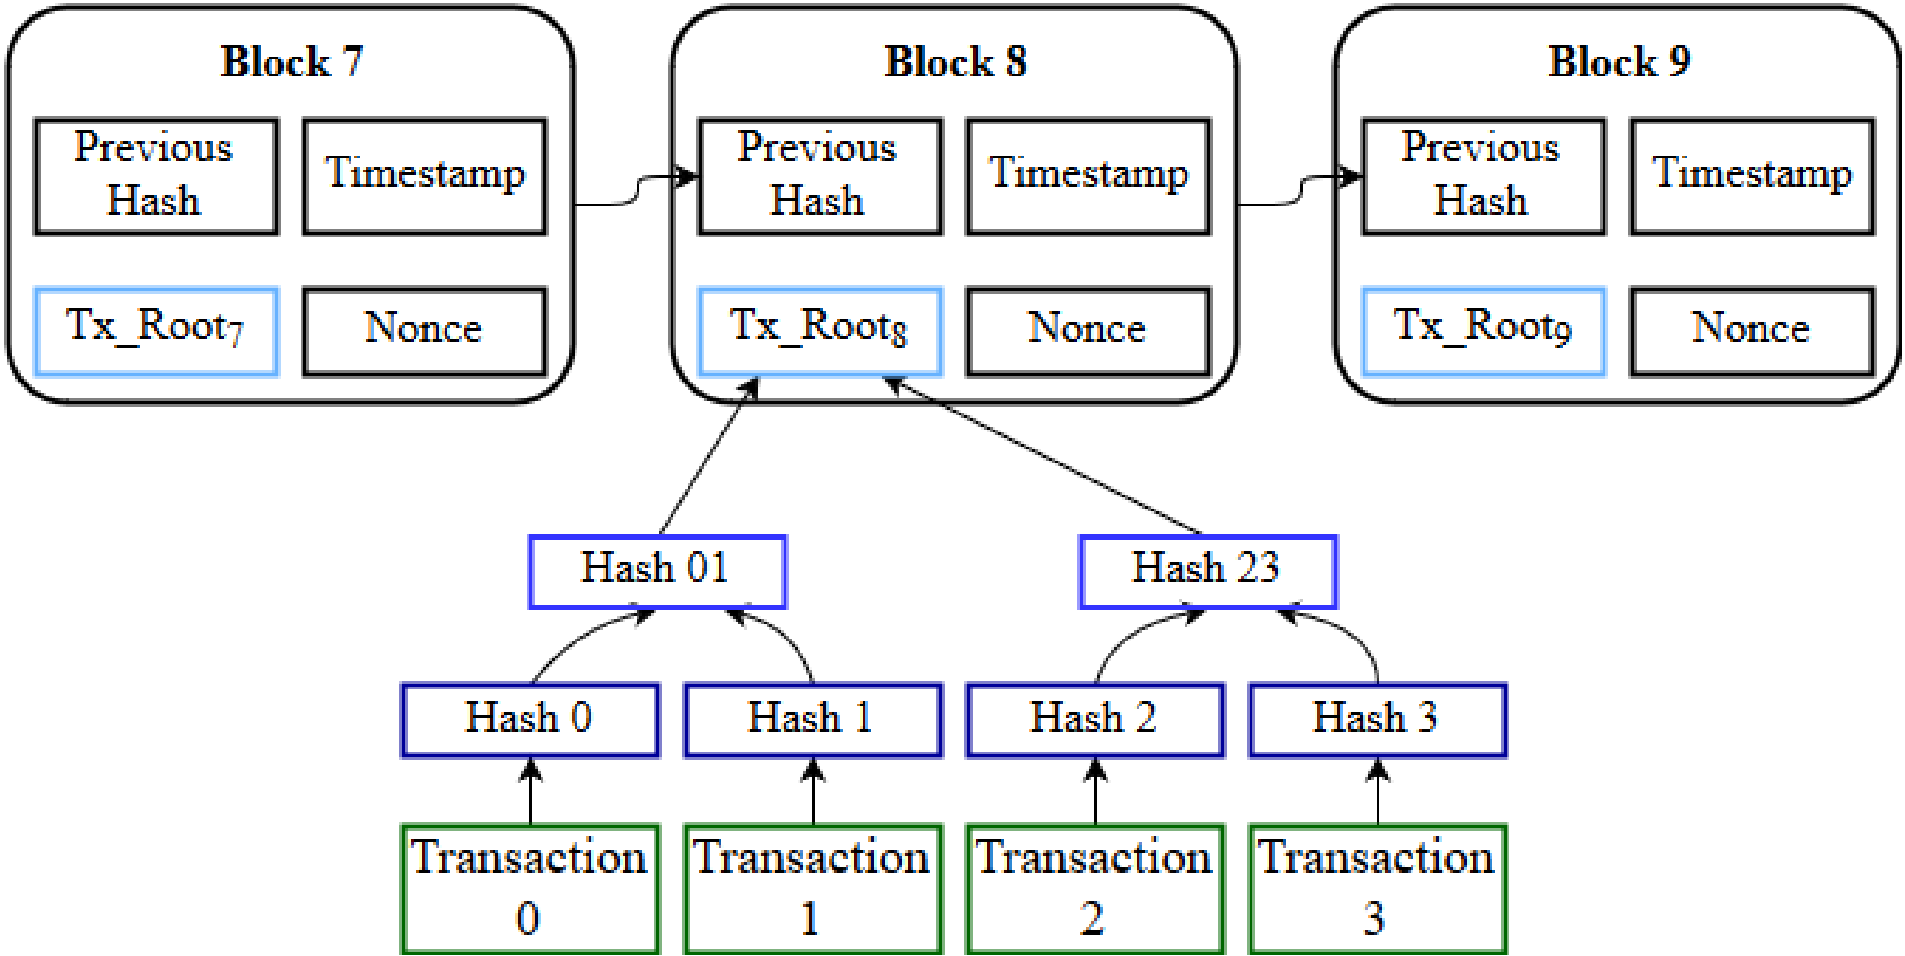 Block 7
Previous
Hash
Timestamp
Tx_Root₇
Nonce
Block 8
Previous
Hash
Timestamp
Tx_Root₈
Nonce
Block 9
Previous
Hash
Timestamp
Tx_Root₉
Nonce
Hash 01
Hash 23
Hash 0
Hash 1
Hash 2
Hash 3
Transaction
0
Transaction
1
Transaction
2
Transaction
3